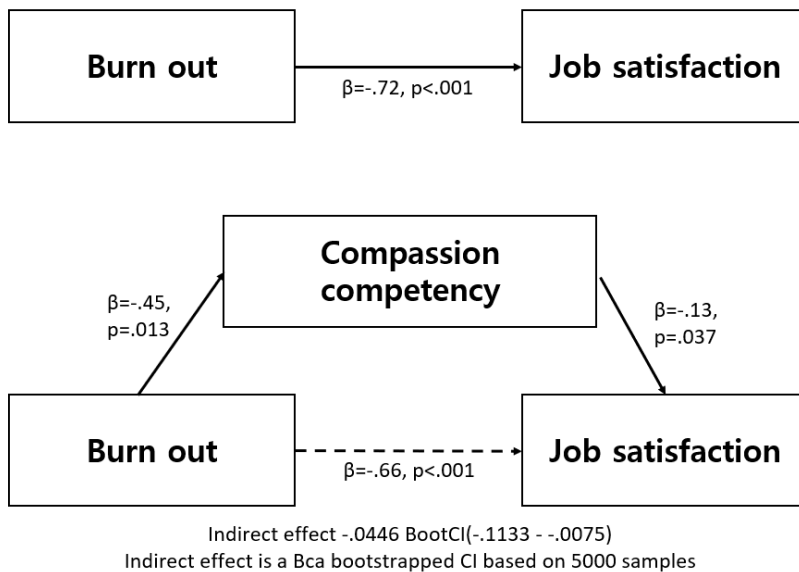 Burn out
Job satisfaction
β=-.72, p<.001
Compassion
competency
β=-.45,
p=.013
β=-.13,
p=.037
Burn out
Job satisfaction
β=-.66, p<.001
Indirect effect -.0446 BootCI(-.1133 - -.0075)
Indirect effect is a Bca bootstrapped CI based on 5000 samples